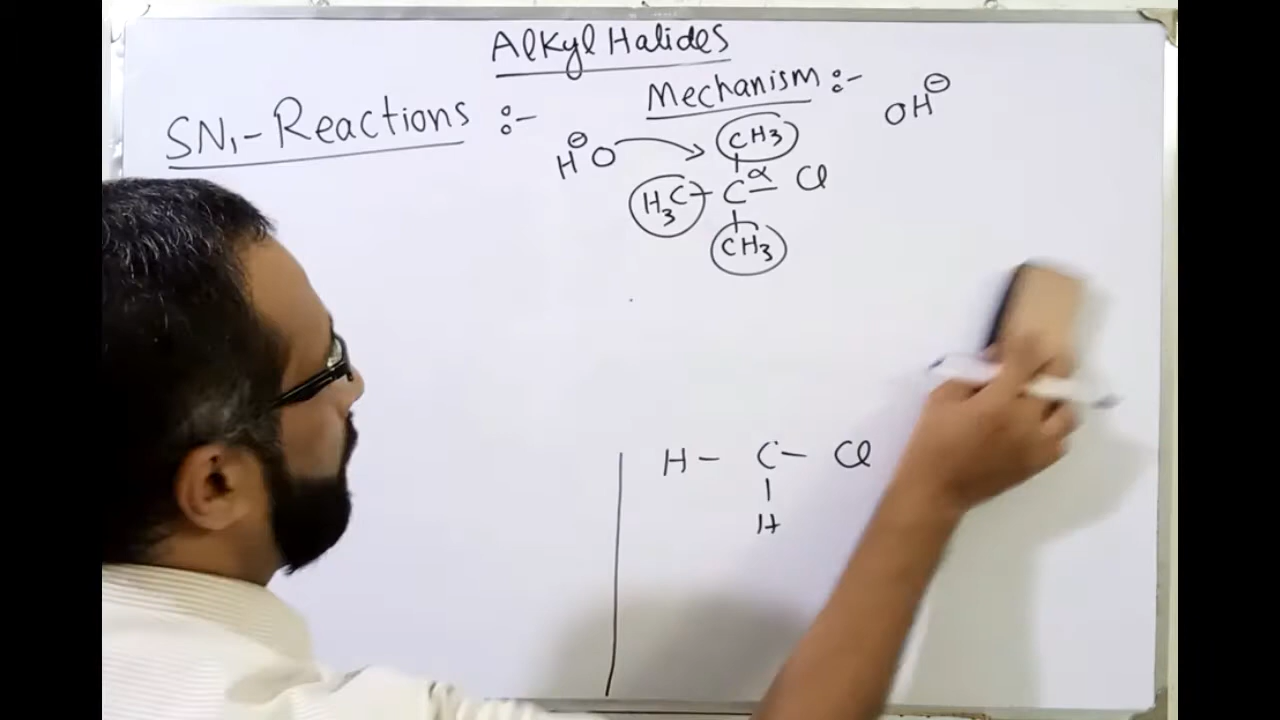 Alkyl Halides
SN1-Reactions :-
Mechanism :-
OH⊖
H⊖O
CH3
H3C-C α- Cl
CH3
H- C- Cl
H